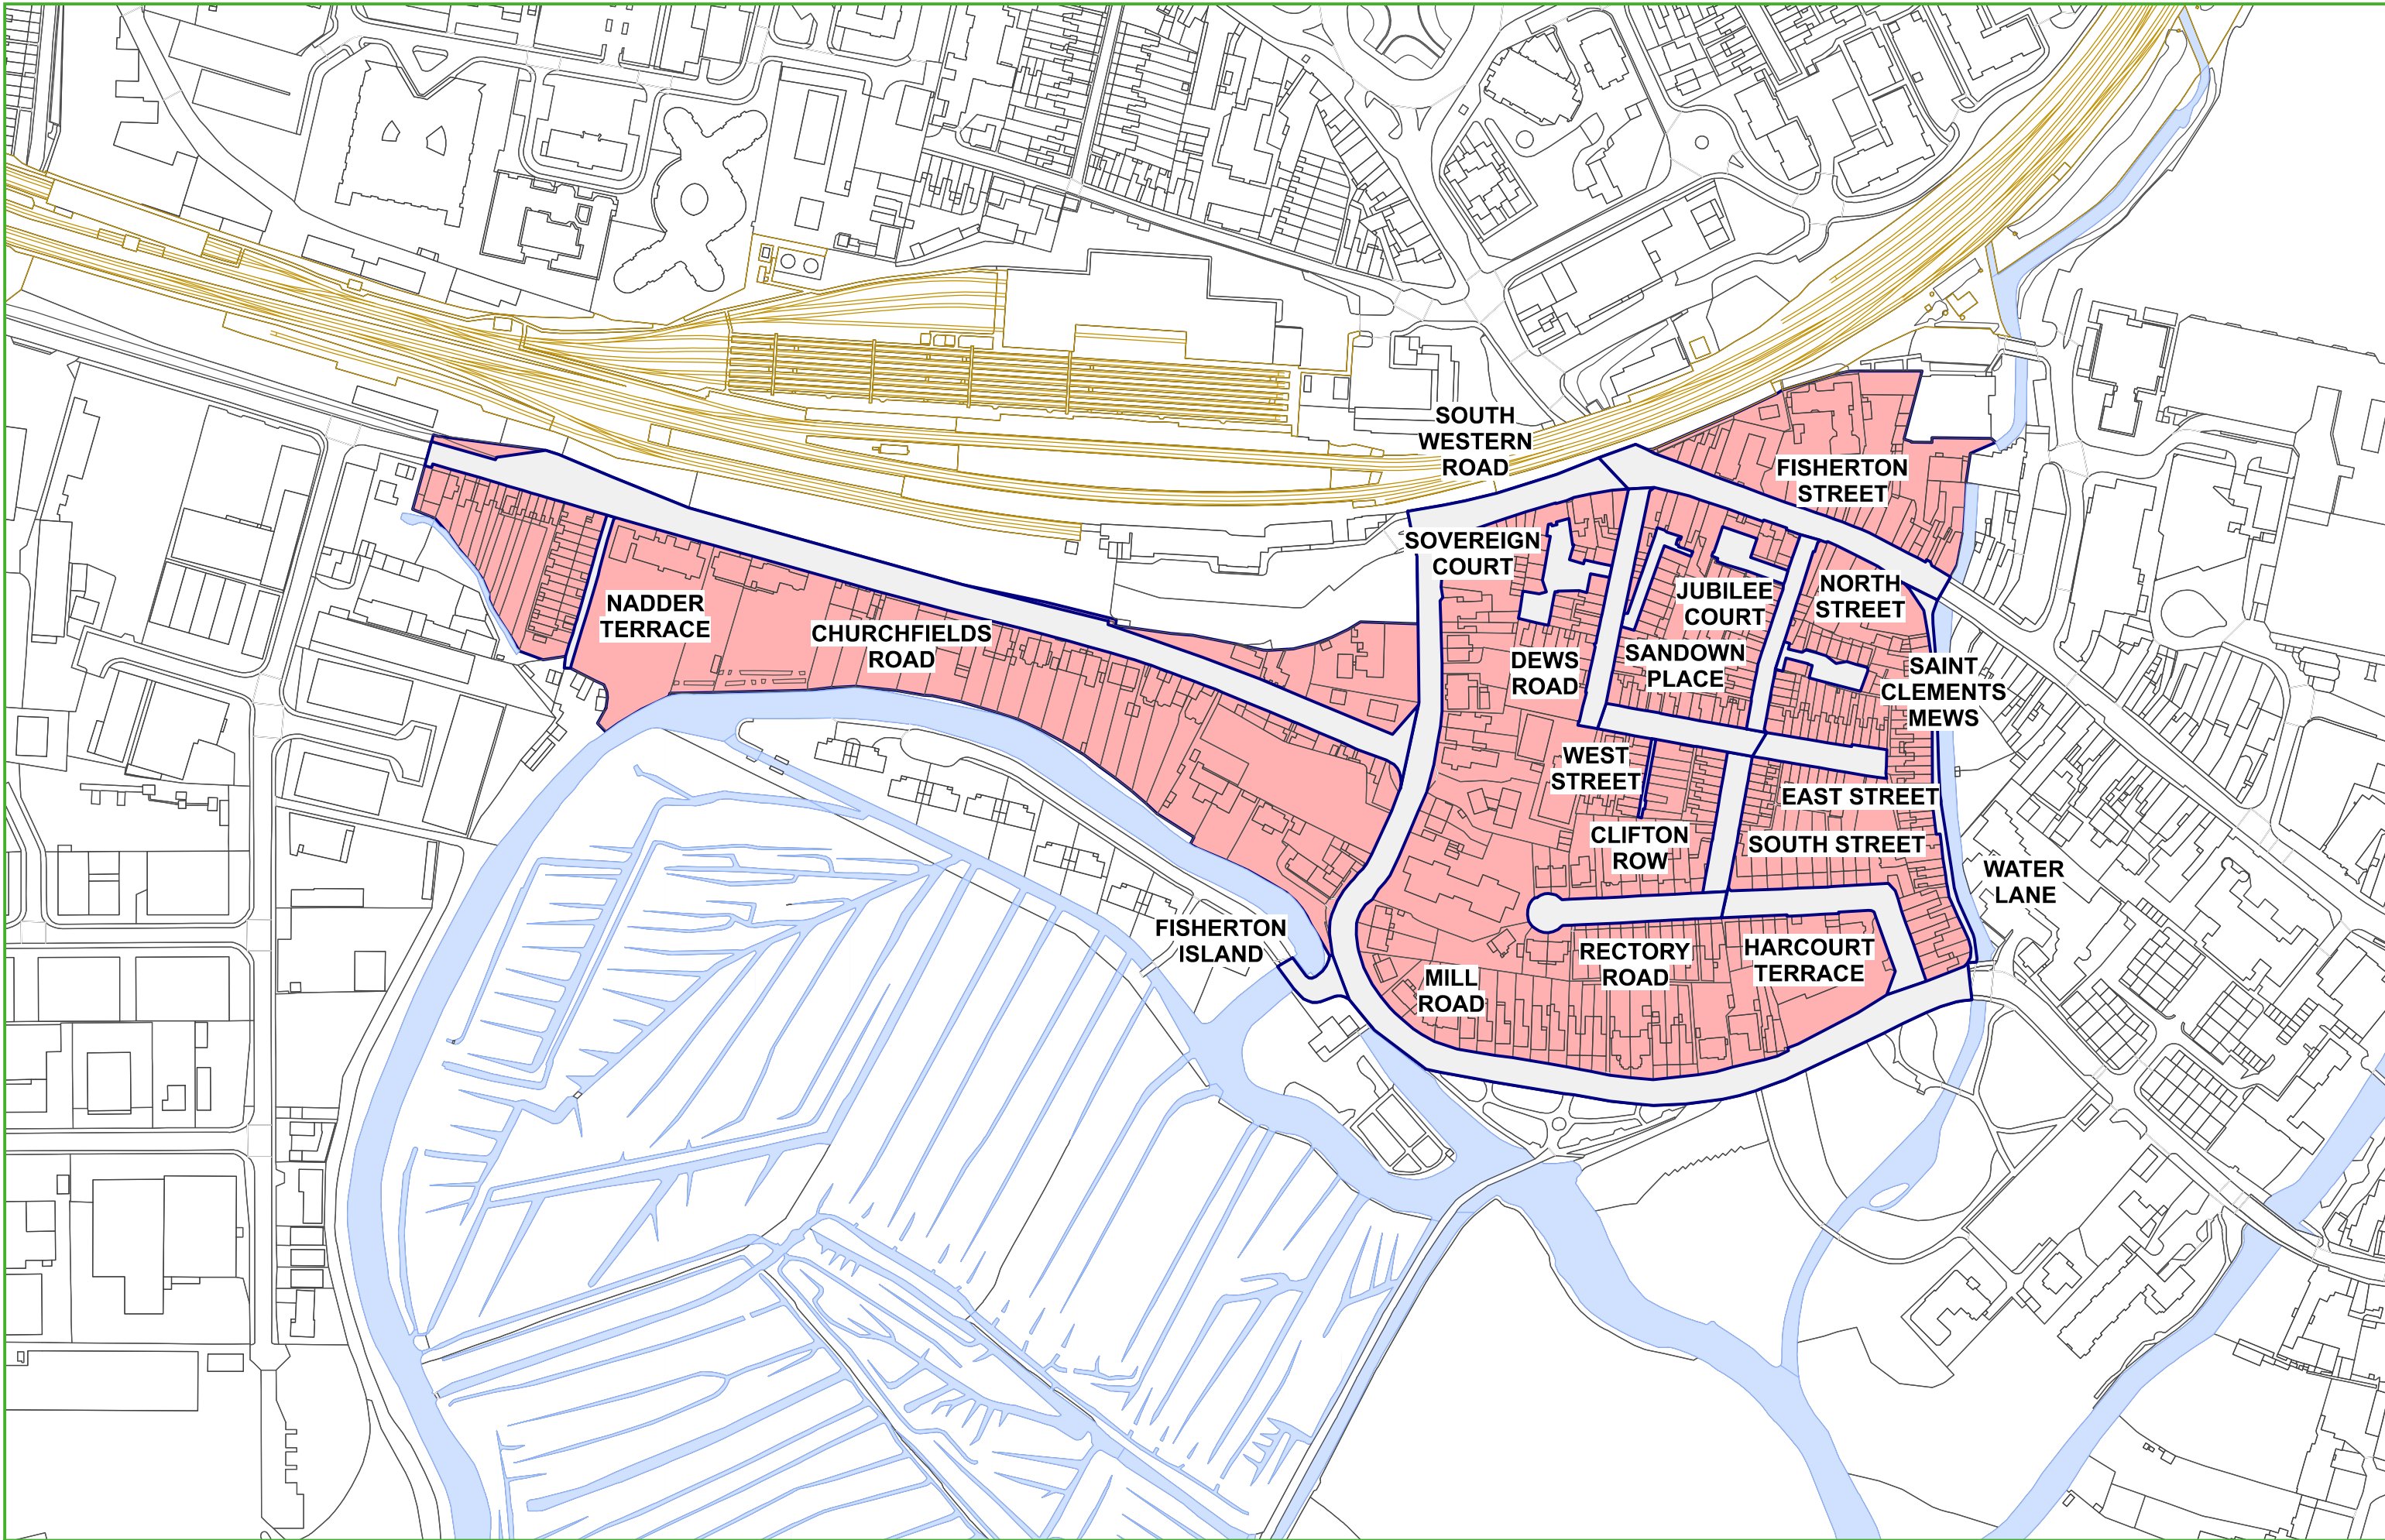 SOUTH
WESTERN
ROAD
FISHERTON
STREET
SOVEREIGN
COURT
JUBILEE
COURT
NORTH
STREET
NADDER
TERRACE
CHURCHFIELDS
ROAD
DEWS
ROAD
SANDOWN
PLACE
SAINT
CLEMENTS
MEWS
WEST
STREET
EAST STREET
CLIFTON
ROW
SOUTH STREET
WATER
LANE
FISHERTON
ISLAND
RECTORY
ROAD
HARCOURT
TERRACE
MILL
ROAD